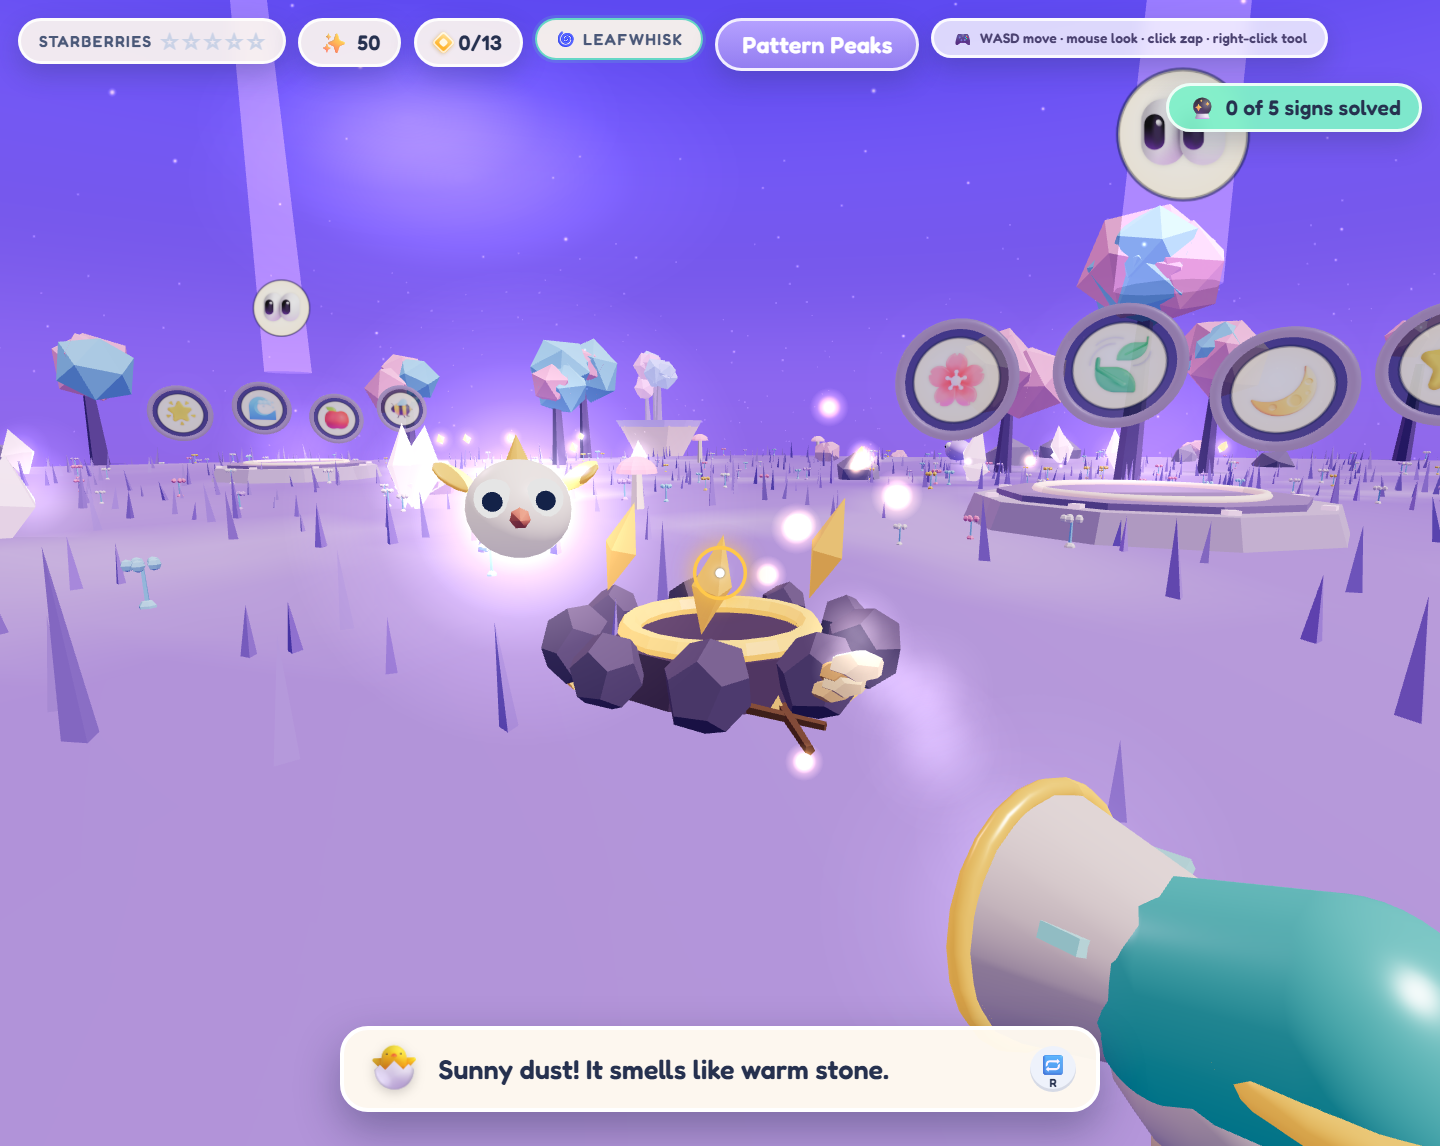 STARBERRIES
50
0/13
LEAFWHISK
Pattern Peaks
WASD move · mouse look · click zap · right-click tool
0 of 5 signs solved
Sunny dust! It smells like warm stone.
R